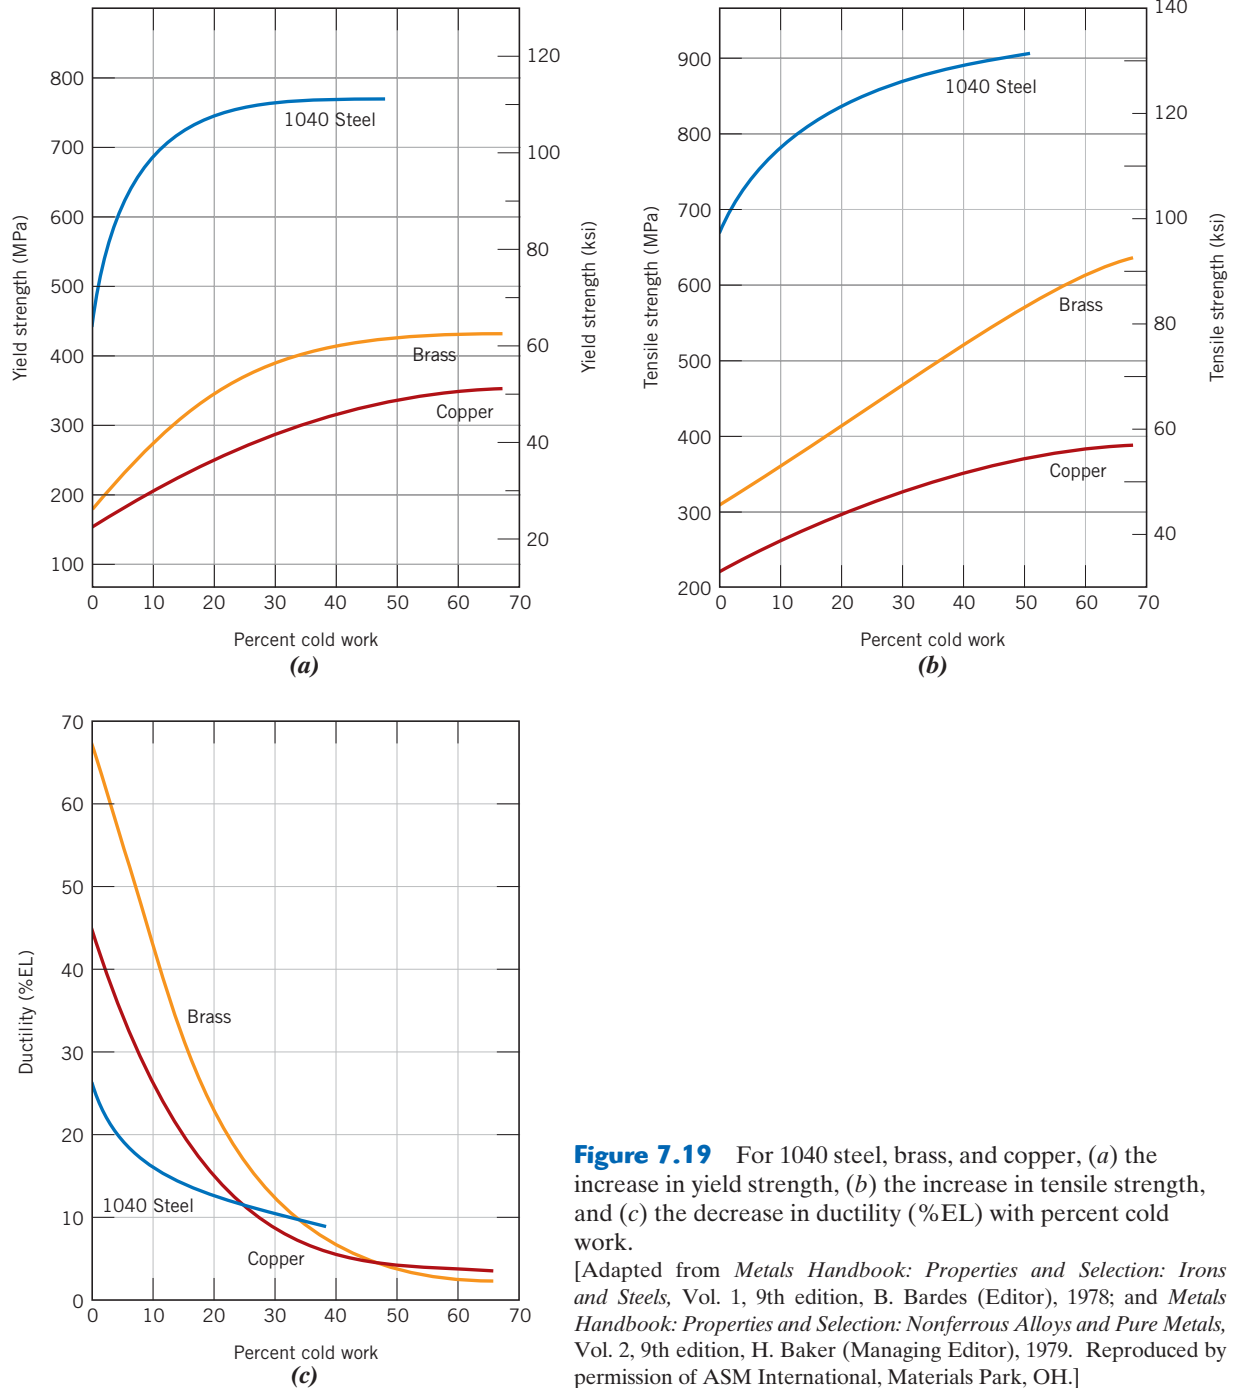 800
700
600
500
400
300
200
100
Yield strength (MPa)
120
100
80
60
40
20
Yield strength (ksi)
1040 Steel
Brass
Copper
0 10 20 30 40 50 60 70
Percent cold work
(a)
900
800
700
600
500
400
300
200
Tensile strength (MPa)
140
120
100
80
60
40
Tensile strength (ksi)
1040 Steel
Brass
Copper
0 10 20 30 40 50 60 70
Percent cold work
(b)
70
60
50
40
30
20
10
0
Ductility (%EL)
Brass
1040 Steel
Copper
0 10 20 30 40 50 60 70
Percent cold work
(c)
Figure 7.19 For 1040 steel, brass, and copper, (a) the
increase in yield strength, (b) the increase in tensile strength,
and (c) the decrease in ductility (%EL) with percent cold
work.
[Adapted from Metals Handbook: Properties and Selection: Irons
and Steels, Vol. 1, 9th edition, B. Bardes (Editor), 1978; and Metals
Handbook: Properties and Selection: Nonferrous Alloys and Pure Metals,
Vol. 2, 9th edition, H. Baker (Managing Editor), 1979. Reproduced by
permission of ASM International, Materials Park, OH.]